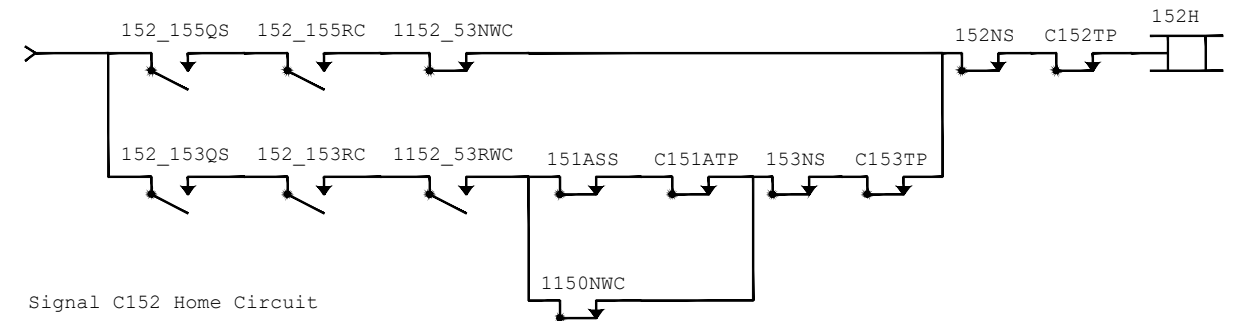 152H
152_155QS 152_155RC 1152_53NWC 152NS C152TP
152_153QS 152_153RC 1152_53RWC 151ASS C151ATP 153NS C153TP
1150NWC
Signal C152 Home Circuit